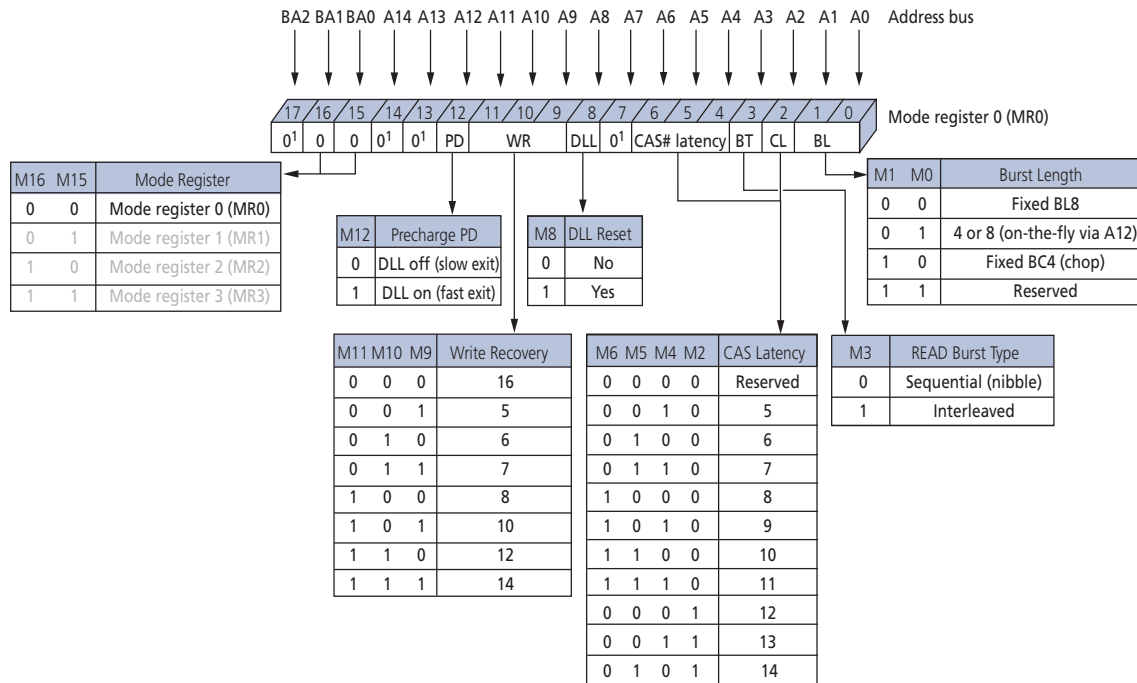 BA2 BA1 BA0 A14 A13 A12 A11 A10 A9 A8 A7 A6 A5 A4 A3 A2 A1 A0 Address bus
17 16 15 14 13 12 11 10 9 8 7 6 5 4 3 2 1 0 Mode register 0 (MR0)
0¹ 0 0 0¹ 0¹ PD WR DLL 0¹ CAS# latency BT CL BL
M16 M15 Mode Register
0 0 Mode register 0 (MR0)
0 1 Mode register 1 (MR1)
1 0 Mode register 2 (MR2)
1 1 Mode register 3 (MR3)
M12 Precharge PD
0 DLL off (slow exit)
1 DLL on (fast exit)
M8 DLL Reset
0 No
1 Yes
M1 M0 Burst Length
0 0 Fixed BL8
0 1 4 or 8 (on-the-fly via A12)
1 0 Fixed BC4 (chop)
1 1 Reserved
M11 M10 M9 Write Recovery
0 0 0 16
0 0 1 5
0 1 0 6
0 1 1 7
1 0 0 8
1 0 1 10
1 1 0 12
1 1 1 14
M6 M5 M4 M2 CAS Latency
0 0 0 0 Reserved
0 0 1 0 5
0 1 0 0 6
0 1 1 0 7
1 0 0 0 8
1 0 1 0 9
1 1 0 0 10
1 1 1 0 11
0 0 0 1 12
0 0 1 1 13
0 1 0 1 14
M3 READ Burst Type
0 Sequential (nibble)
1 Interleaved